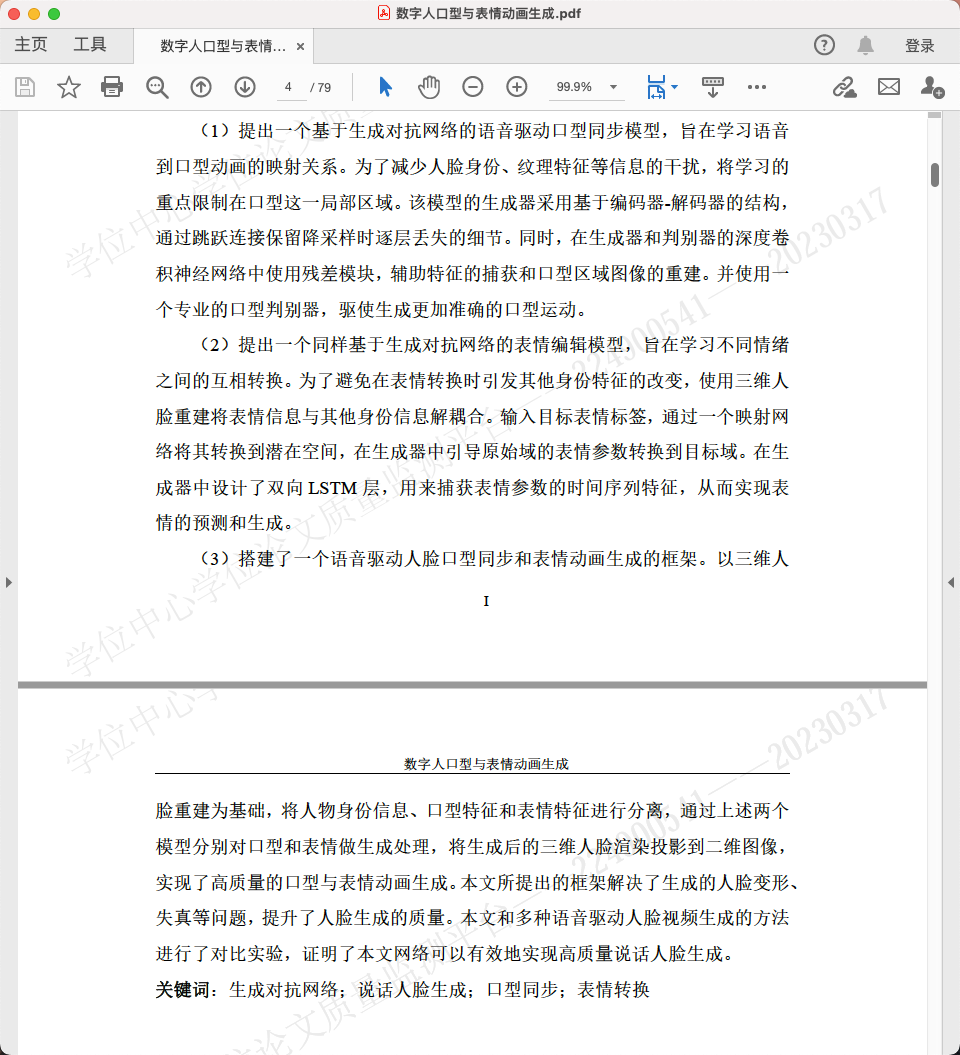 数字人口型与表情动画生成.pdf
主页 工具 数字人口型与表情... × ? 登录
4 / 79 99.9%
（1）提出一个基于生成对抗网络的语音驱动口型同步模型，旨在学习语音
到口型动画的映射关系。为了减少人脸身份、纹理特征等信息的干扰，将学习的
重点限制在口型这一局部区域。该模型的生成器采用基于编码器-解码器的结构，
通过跳跃连接保留降采样时逐层丢失的细节。同时，在生成器和判别器的深度卷
积神经网络中使用残差模块，辅助特征的捕获和口型区域图像的重建。并使用一
个专业的口型判别器，驱使生成更加准确的口型运动。
（2）提出一个同样基于生成对抗网络的表情编辑模型，旨在学习不同情绪
之间的互相转换。为了避免在表情转换时引发其他身份特征的改变，使用三维人
脸重建将表情信息与其他身份信息解耦合。输入目标表情标签，通过一个映射网
络将其转换到潜在空间，在生成器中引导原始域的表情参数转换到目标域。在生
成器中设计了双向 LSTM 层，用来捕获表情参数的时间序列特征，从而实现表
情的预测和生成。
（3）搭建了一个语音驱动人脸口型同步和表情动画生成的框架。以三维人
I
学位中心学位论文质量监测平台——224900541——20230317
数字人口型与表情动画生成
脸重建为基础，将人物身份信息、口型特征和表情特征进行分离，通过上述两个
模型分别对口型和表情做生成处理，将生成后的三维人脸渲染投影到二维图像，
实现了高质量的口型与表情动画生成。本文所提出的框架解决了生成的人脸变形、
失真等问题，提升了人脸生成的质量。本文和多种语音驱动人脸视频生成的方法
进行了对比实验，证明了本文网络可以有效地实现高质量说话人脸生成。
关键词：生成对抗网络；说话人脸生成；口型同步；表情转换